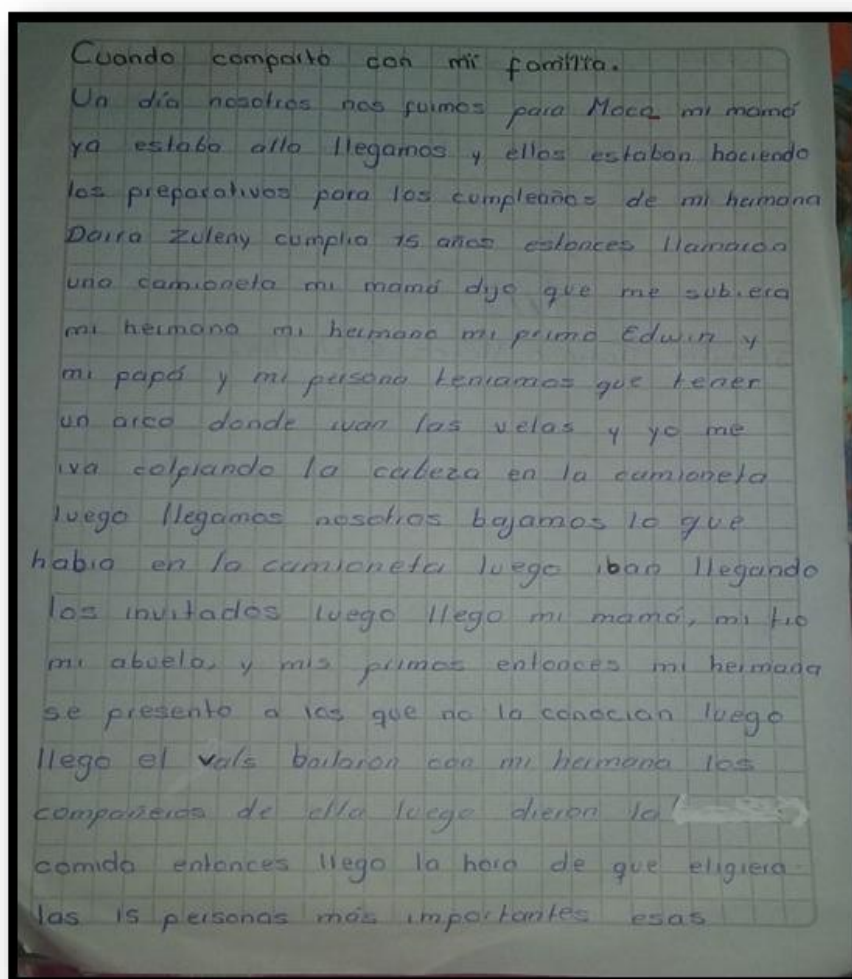 Cuando comparto con mi familia.
Un día nosotros nos fuimos para Moca mi mamá
ya estaba alla llegamos y ellos estaban haciendo
los preparativos para los cumpleaños de mi hermana
Daira Zuleny cumplio 15 años estonces llamaron
una camioneta mi mamá dijo que me subiera
mi hermano mi hermana mi primo Edwin y
mi papá y mi persona teniamos que tener
un arco donde ivan las velas y yo me
iva colpiando la cabeza en la camioneta
luego llegamos nosotros bajamos lo que
habia en la camioneta luego iban llegando
los invitados luego llego mi mamá, mi tio
mi abuela, y mis primos entonces mi hermana
se presento a los que no la conocian luego
llego el vals bailaron con mi hermana los
compañeros de ella luego dieron la
comida entonces llego la hora de que eligiera
las 15 personas más importantes esas